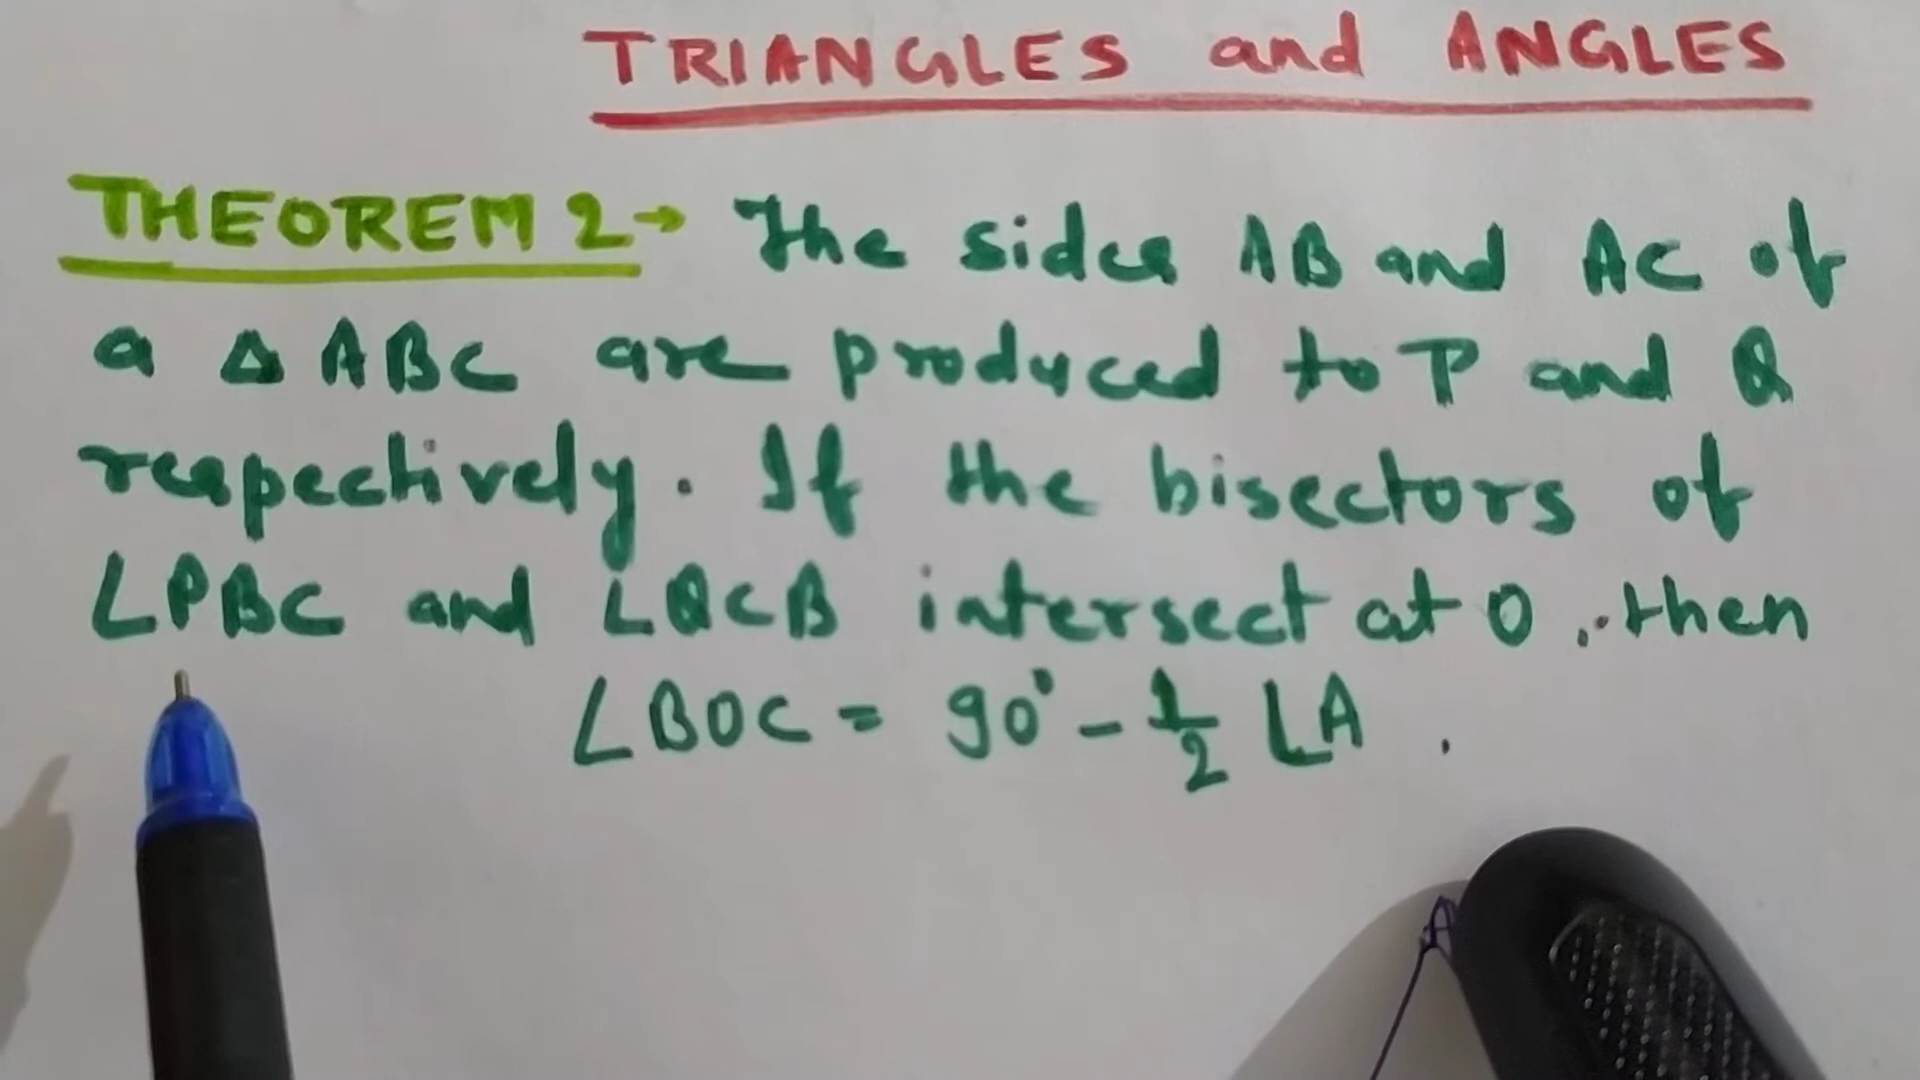 TRIANGLES and ANGLES
THEOREM 2→ The sides AB and AC of
a △ ABC are produced to P and Q
respectively. If the bisectors of
∠PBC and ∠QCB intersect at O, then
∠BOC = 90° - 1/2 ∠A.
A